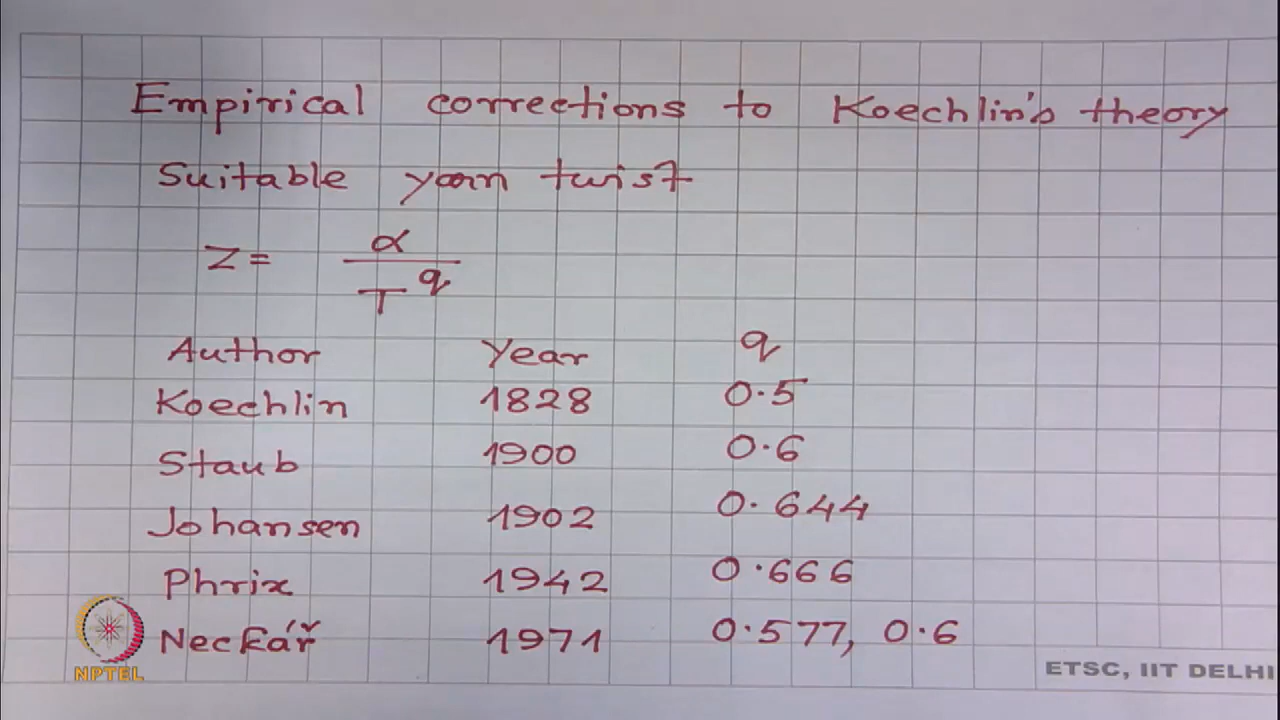 Empirical corrections to Koechlin's theory
Suitable yarn twist
Z = α / T^q
Author Year q
Koechlin 1828 0.5
Staub 1900 0.6
Johansen 1902 0.644
Phrix 1942 0.666
Neckář 1971 0.577, 0.6
NPTEL
ETSC, IIT DELHI